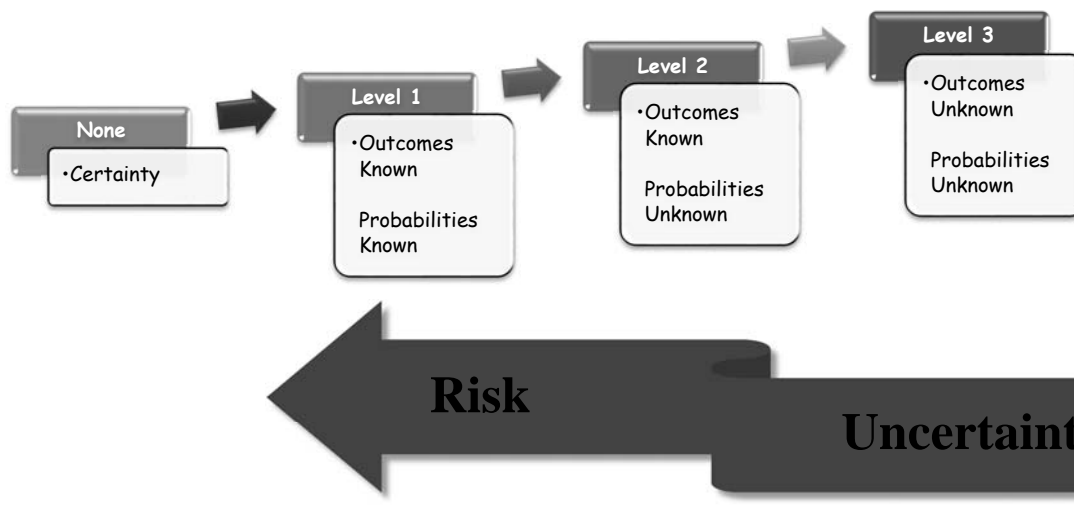 None
•Certainty
Level 1
•Outcomes
Known
Probabilities
Known
Level 2
•Outcomes
Known
Probabilities
Unknown
Level 3
•Outcomes
Unknown
Probabilities
Unknown
Risk
Uncertaint